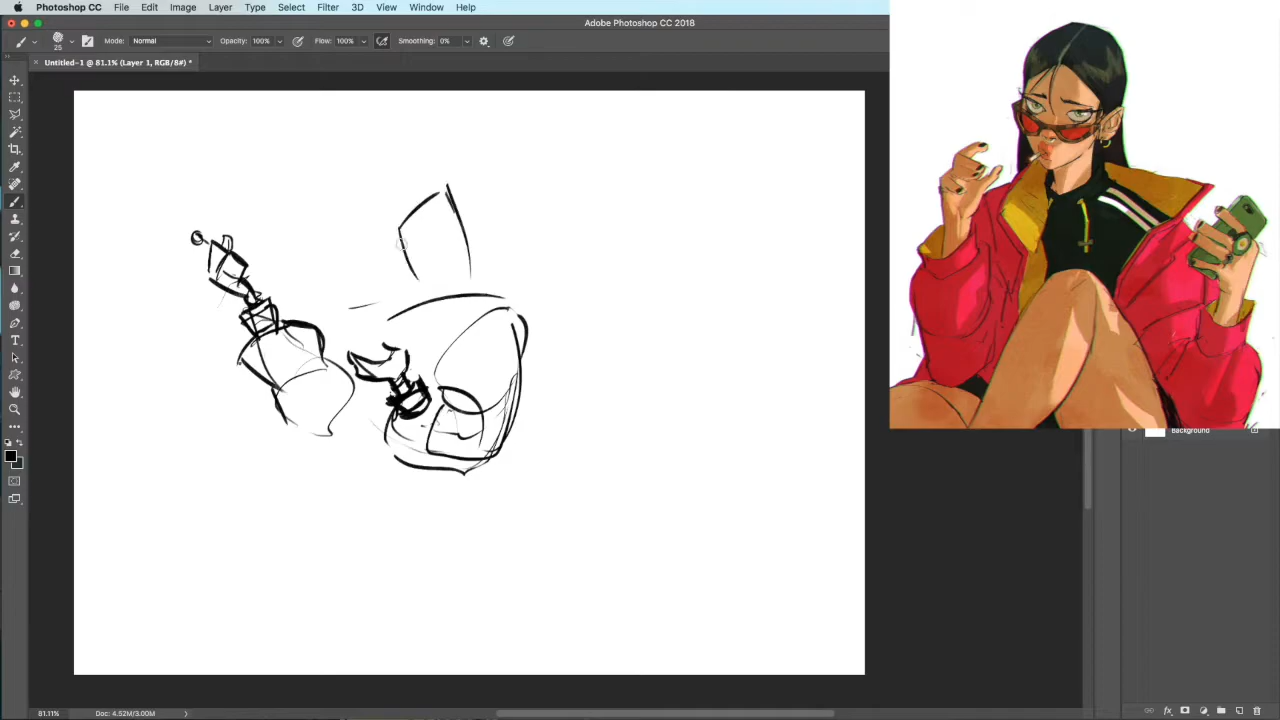 Photoshop CC File Edit Image Layer Type Select Filter 3D View Window Help
Adobe Photoshop CC 2018
25 Mode: Normal Opacity: 100% Flow: 100% Smoothing: 0%
× Untitled-1 @ 81.1% (Layer 1, RGB/8#) *
Background
81.11% Doc: 4.52M/3.00M